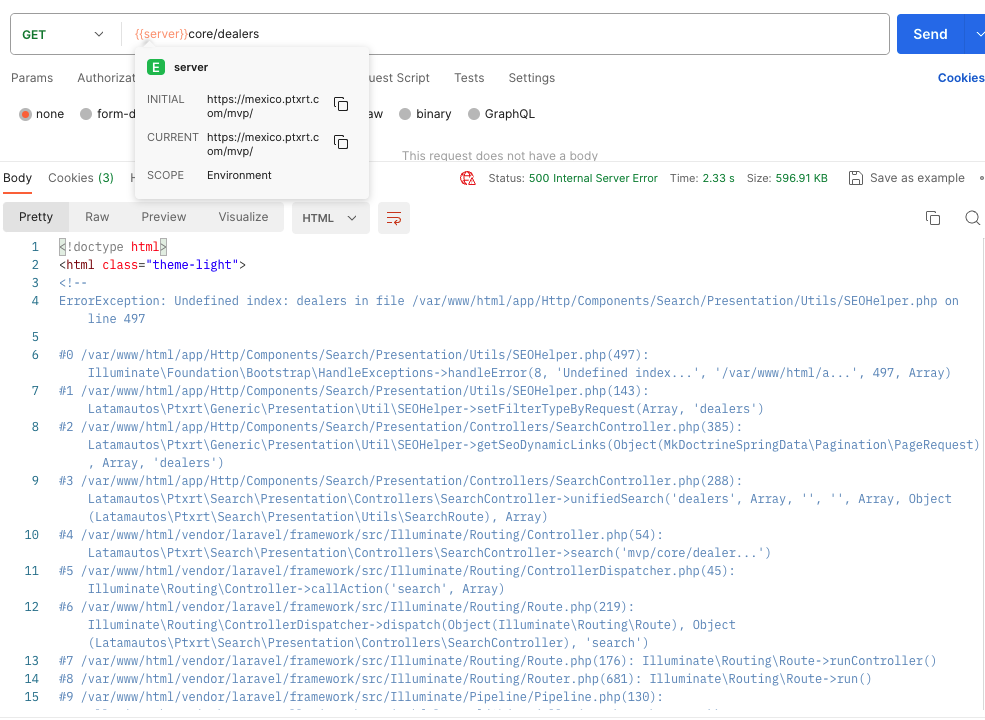 GET {{server}}core/dealers Send
E server
Params Authorizat uest Script Tests Settings Cookies
INITIAL https://mexico.ptxrt.c
om/mvp/
none form-d aw binary GraphQL
CURRENT https://mexico.ptxrt.c
om/mvp/
This request does not have a body
SCOPE Environment
Body Cookies (3) H Status: 500 Internal Server Error Time: 2.33 s Size: 596.91 KB Save as example
Pretty Raw Preview Visualize HTML
1 <!doctype html>
2 <html class="theme-light">
3 <!--
4 ErrorException: Undefined index: dealers in file /var/www/html/app/Http/Components/Search/Presentation/Utils/SEOHelper.php on
line 497
5
6 #0 /var/www/html/app/Http/Components/Search/Presentation/Utils/SEOHelper.php(497):
Illuminate\Foundation\Bootstrap\HandleExceptions->handleError(8, 'Undefined index...', '/var/www/html/a...', 497, Array)
7 #1 /var/www/html/app/Http/Components/Search/Presentation/Utils/SEOHelper.php(143):
Latamautos\Ptxrt\Generic\Presentation\Util\SEOHelper->setFilterTypeByRequest(Array, 'dealers')
8 #2 /var/www/html/app/Http/Components/Search/Presentation/Controllers/SearchController.php(385):
Latamautos\Ptxrt\Generic\Presentation\Util\SEOHelper->getSeoDynamicLinks(Object(MkDoctrineSpringData\Pagination\PageRequest)
, Array, 'dealers')
9 #3 /var/www/html/app/Http/Components/Search/Presentation/Controllers/SearchController.php(288):
Latamautos\Ptxrt\Search\Presentation\Controllers\SearchController->unifiedSearch('dealers', Array, '', '', Array, Object
(Latamautos\Ptxrt\Search\Presentation\Utils\SearchRoute), Array)
10 #4 /var/www/html/vendor/laravel/framework/src/Illuminate/Routing/Controller.php(54):
Latamautos\Ptxrt\Search\Presentation\Controllers\SearchController->search('mvp/core/dealer...')
11 #5 /var/www/html/vendor/laravel/framework/src/Illuminate/Routing/ControllerDispatcher.php(45):
Illuminate\Routing\Controller->callAction('search', Array)
12 #6 /var/www/html/vendor/laravel/framework/src/Illuminate/Routing/Route.php(219):
Illuminate\Routing\ControllerDispatcher->dispatch(Object(Illuminate\Routing\Route), Object
(Latamautos\Ptxrt\Search\Presentation\Controllers\SearchController), 'search')
13 #7 /var/www/html/vendor/laravel/framework/src/Illuminate/Routing/Route.php(176): Illuminate\Routing\Route->runController()
14 #8 /var/www/html/vendor/laravel/framework/src/Illuminate/Routing/Router.php(681): Illuminate\Routing\Route->run()
15 #9 /var/www/html/vendor/laravel/framework/src/Illuminate/Pipeline/Pipeline.php(130):